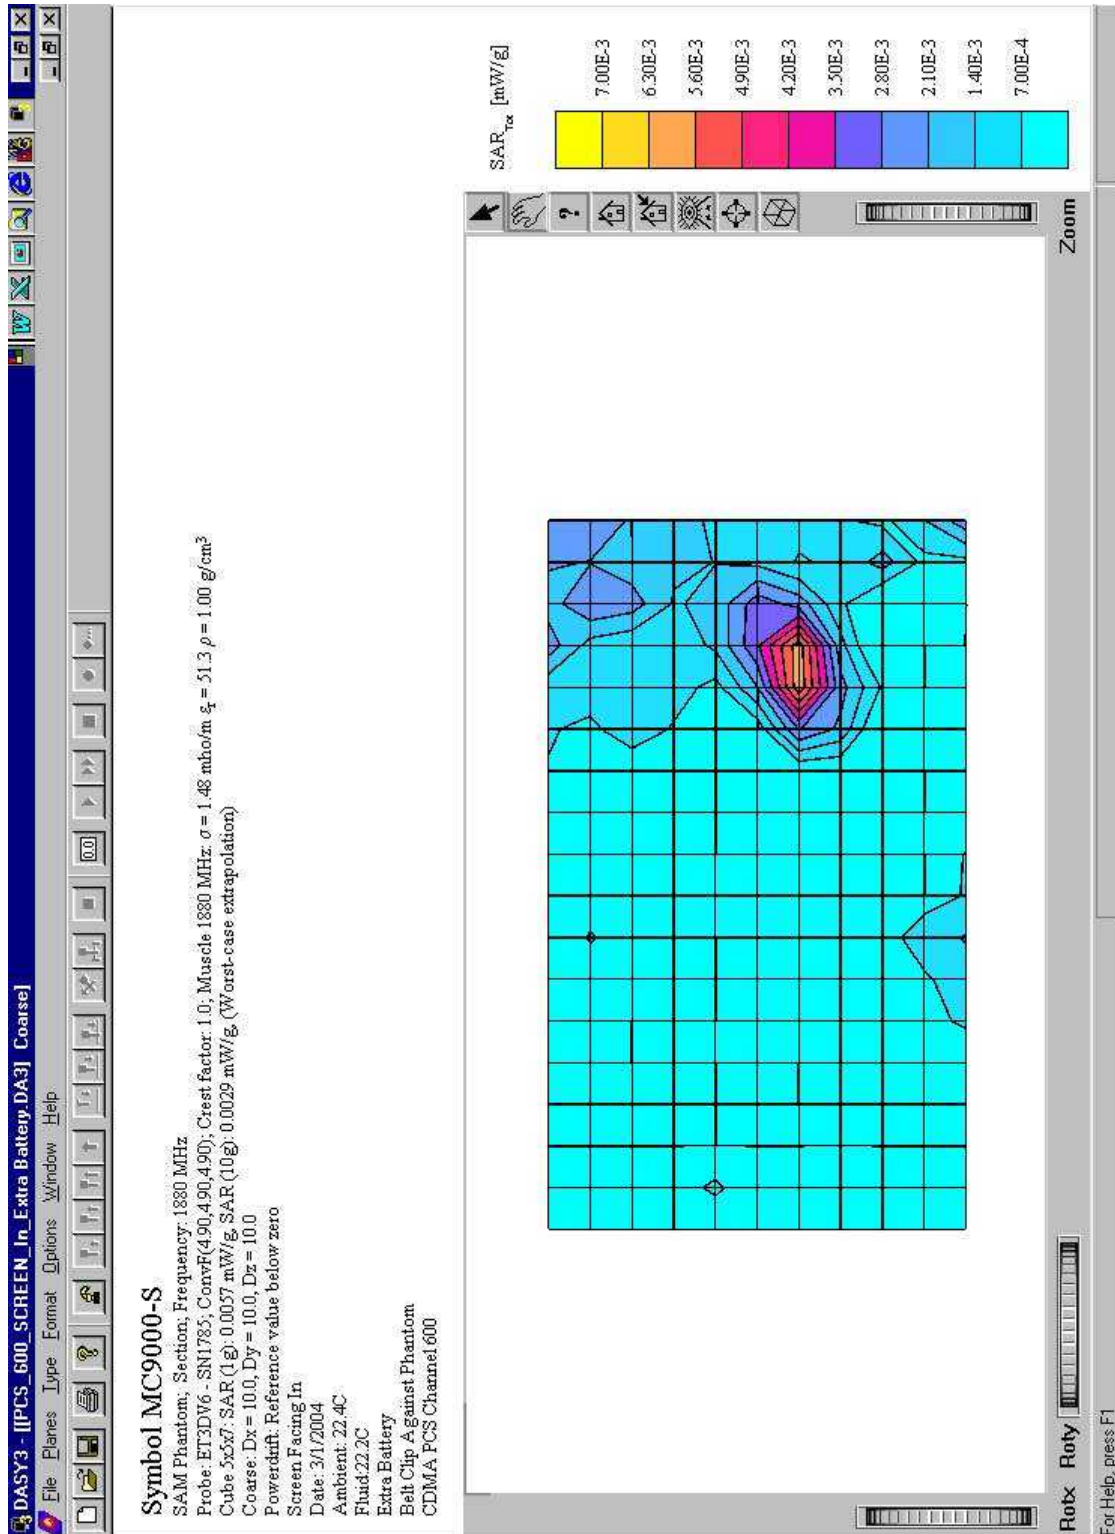 DASY3 - [[PCS_600_SCREEN_In_Extra Battery.DA3]  Coarse]
File Planes Type Format Options Window Help
0.0
Symbol MC9000-S
SAM Phantom; Section; Frequency: 1880 MHz
Probe: ET3DV6 - SN1785; ConvF(4.90,4.90,4.90); Crest factor: 1.0; Muscle 1880 MHz: σ = 1.48 mho/m εr = 51.3 ρ = 1.00 g/cm³
Cube 5x5x7: SAR (1g): 0.0057 mW/g, SAR (10g): 0.0029 mW/g, (Worst-case extrapolation)
Coarse: Dx = 10.0, Dy = 10.0, Dz = 10.0
Powerdrift: Reference value below zero
Screen Facing In
Date: 3/1/2004
Ambient: 22.4C
Fluid:22.2C
Extra Battery
Belt Clip Against Phantom
CDMA PCS Channel 600
SAR Tot [mW/g]
7.00E-3
6.30E-3
5.60E-3
4.90E-3
4.20E-3
3.50E-3
2.80E-3
2.10E-3
1.40E-3
7.00E-4
Rotx Roty Zoom
For Help, press F1